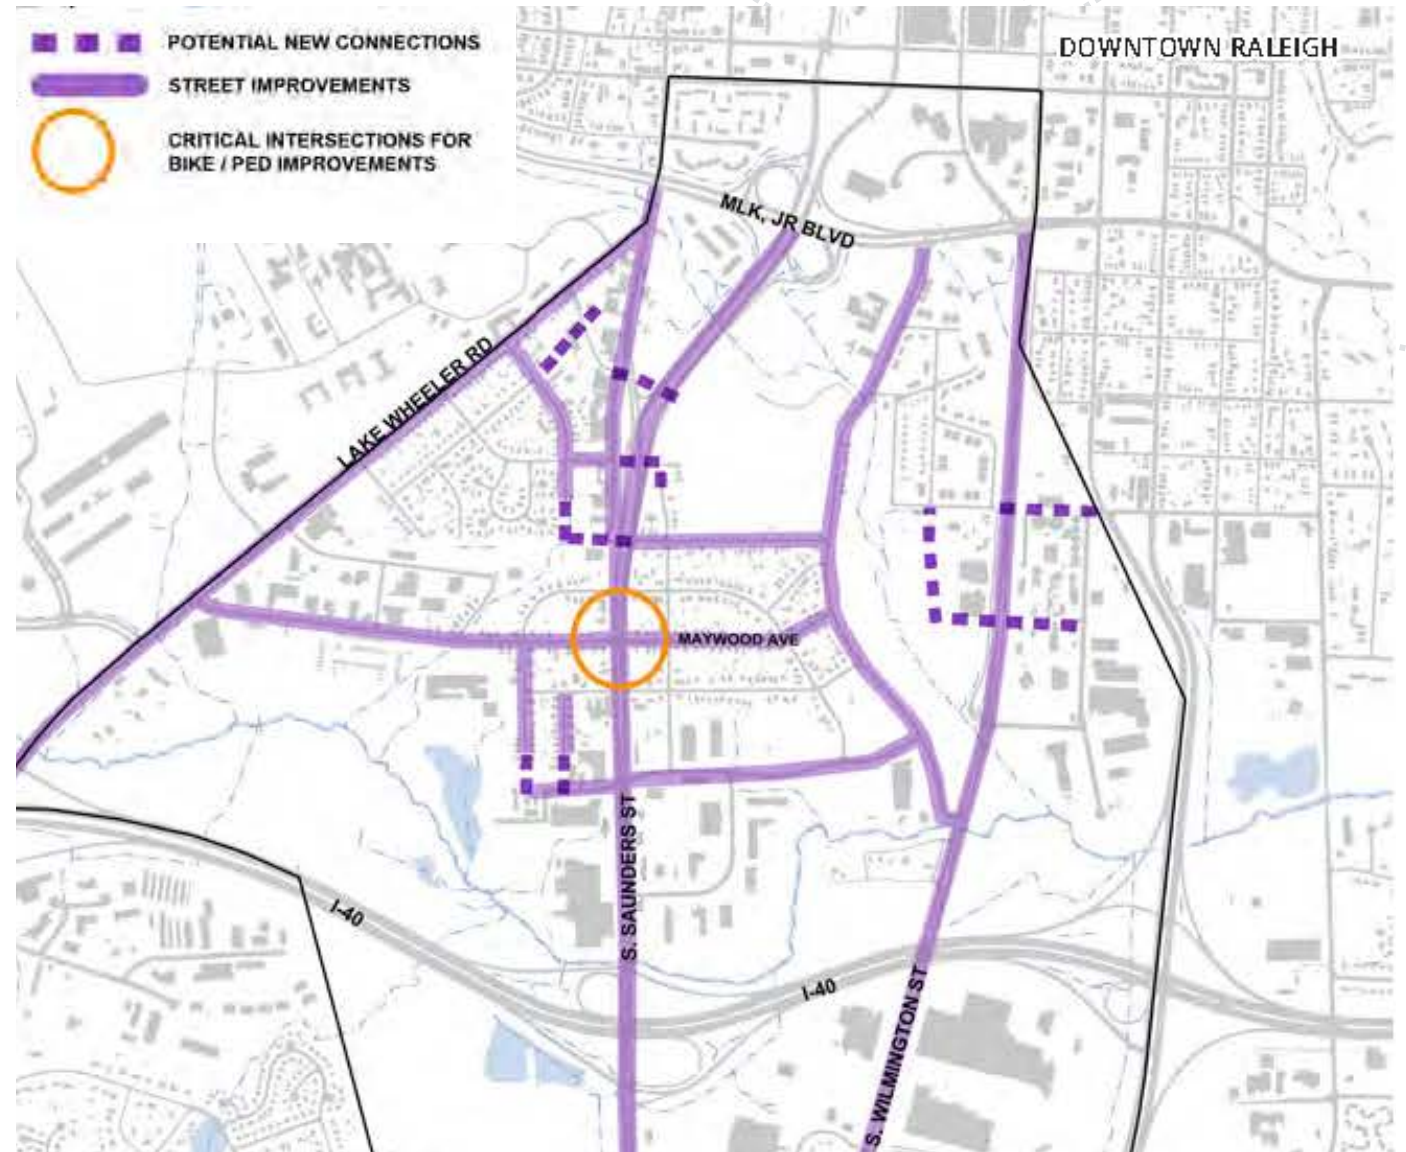 POTENTIAL NEW CONNECTIONS
STREET IMPROVEMENTS
CRITICAL INTERSECTIONS FOR
BIKE / PED IMPROVEMENTS
DOWNTOWN RALEIGH
MLK, JR BLVD
LAKE WHEELER RD
MAYWOOD AVE
S. SAUNDERS ST
I-40
I-40
S. WILMINGTON ST